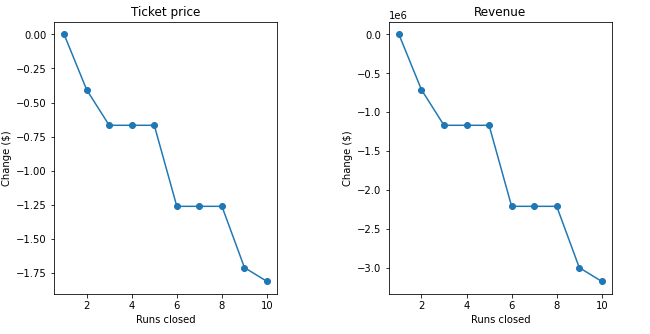 Ticket price
Change ($)
0.00
−0.25
−0.50
−0.75
−1.00
−1.25
−1.50
−1.75
2 4 6 8 10
Runs closed
Revenue
1e6
Change ($)
0.0
−0.5
−1.0
−1.5
−2.0
−2.5
−3.0
2 4 6 8 10
Runs closed